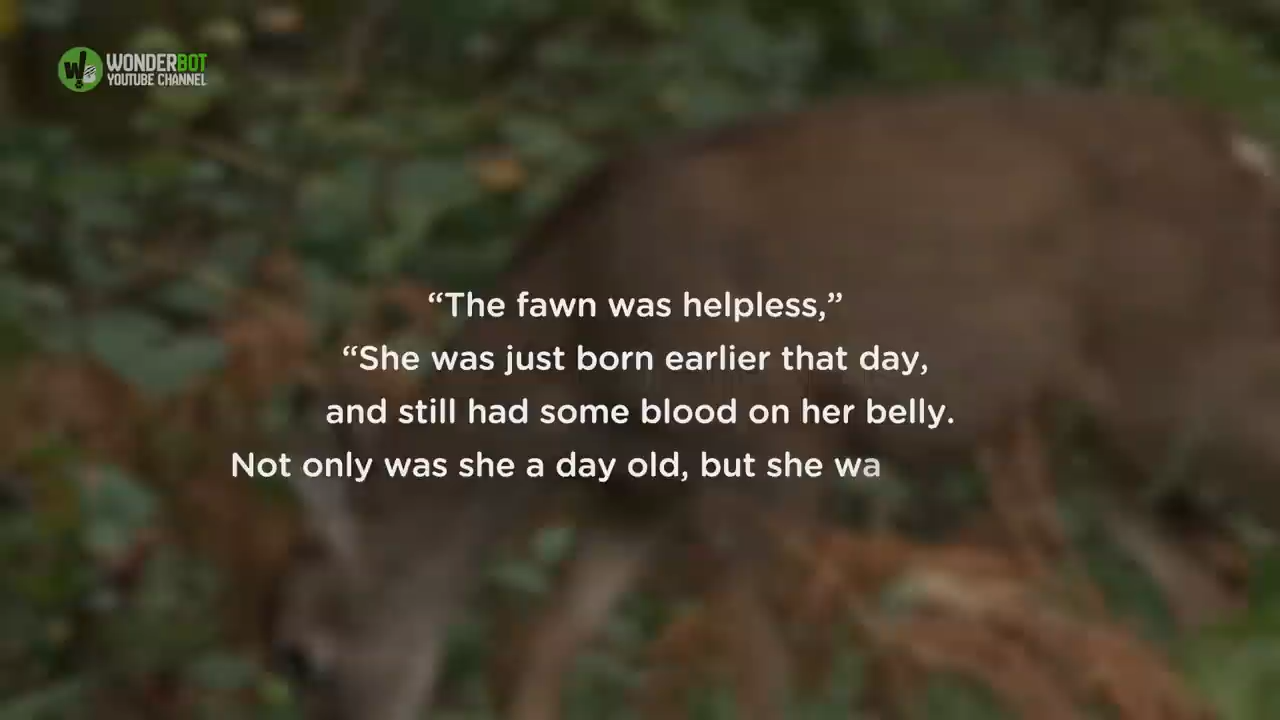 WONDERBOT
YOUTUBE CHANNEL
“The fawn was helpless,”
“She was just born earlier that day,
and still had some blood on her belly.
Not only was she a day old, but she wa